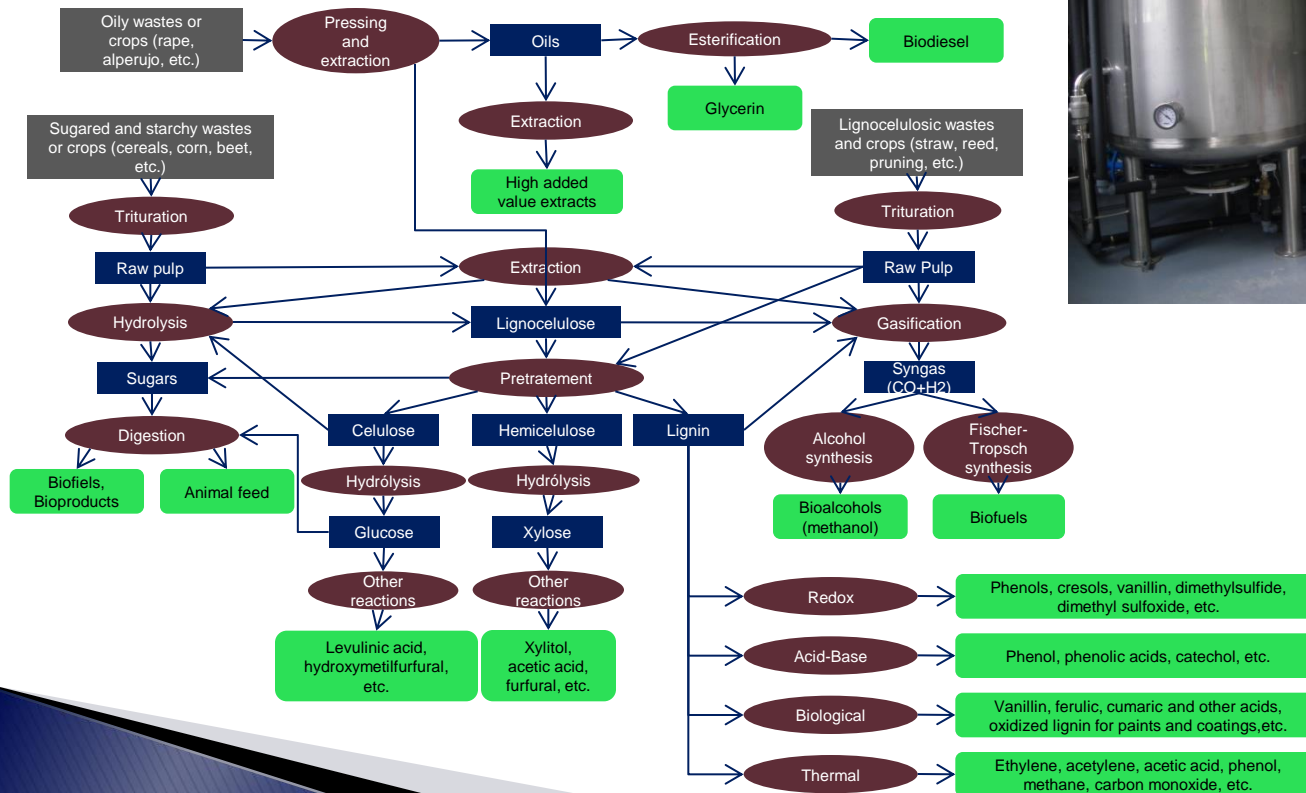 Oily wastes or
crops (rape,
alperujo, etc.)
Pressing
and
extraction
Oils
Esterification
Biodiesel
Glycerin
Extraction
High added
value extracts
Sugared and starchy wastes
or crops (cereals, corn, beet,
etc.)
Lignocelulosic wastes
and crops (straw, reed,
pruning, etc.)
Trituration
Trituration
Raw pulp
Extraction
Raw Pulp
Hydrolysis
Lignocelulose
Gasification
Sugars
Pretratement
Syngas
(CO+H2)
Digestion
Celulose
Hemicelulose
Lignin
Alcohol
synthesis
Fischer-
Tropsch
synthesis
Biofiels,
Bioproducts
Animal feed
Hydrólysis
Hydrólysis
Bioalcohols
(methanol)
Biofuels
Glucose
Xylose
Other
reactions
Other
reactions
Levulinic acid,
hydroxymetilfurfural,
etc.
Xylitol,
acetic acid,
furfural, etc.
Redox
Phenols, cresols, vanillin, dimethylsulfide,
dimethyl sulfoxide, etc.
Acid-Base
Phenol, phenolic acids, catechol, etc.
Biological
Vanillin, ferulic, cumaric and other acids,
oxidized lignin for paints and coatings,etc.
Thermal
Ethylene, acetylene, acetic acid, phenol,
methane, carbon monoxide, etc.